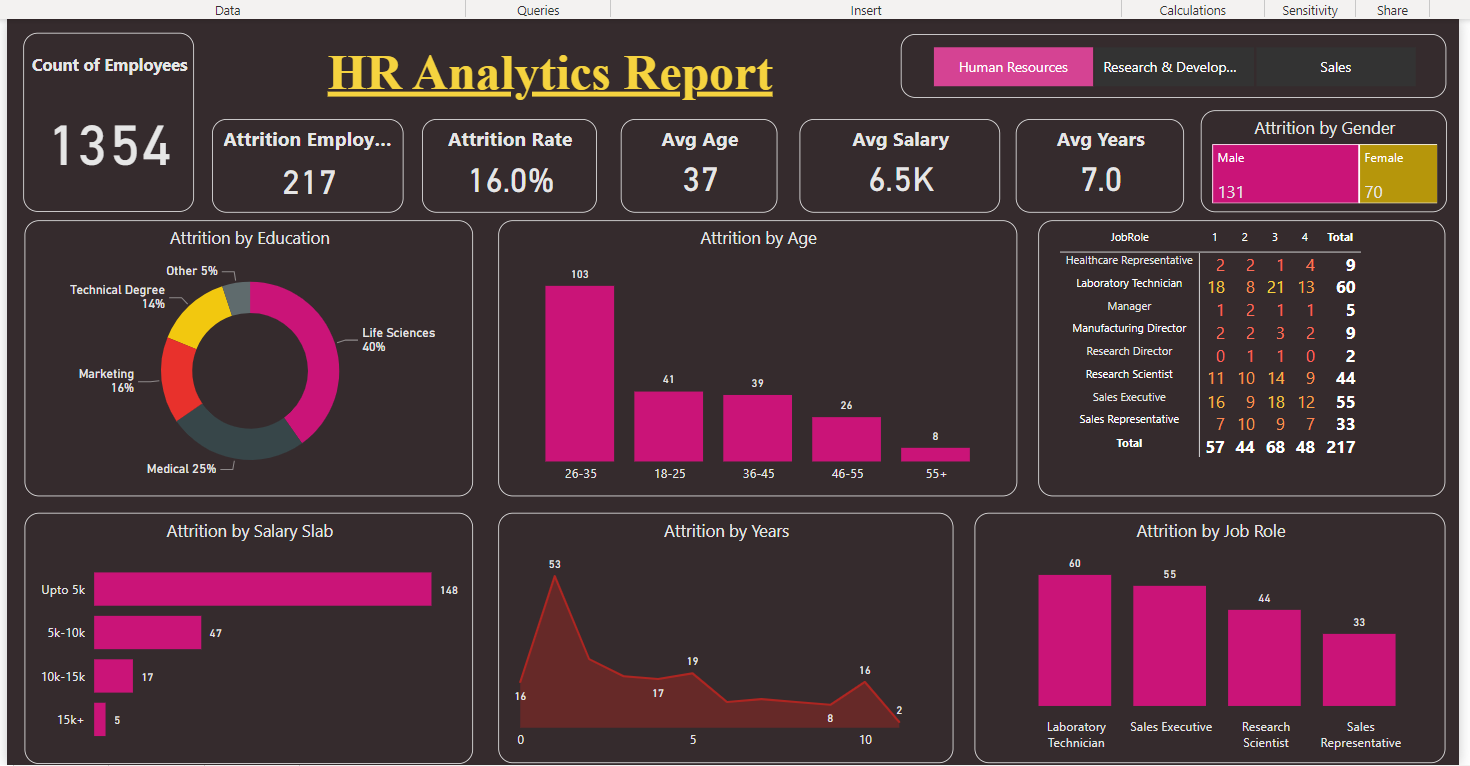 Data Queries Insert Calculations Sensitivity Share
Count of Employees
1354
HR Analytics Report
Human Resources Research & Develop... Sales
Attrition Employ...
217
Attrition Rate
16.0%
Avg Age
37
Avg Salary
6.5K
Avg Years
7.0
Attrition by Gender
Male Female
131 70
Attrition by Education
Other 5%
Technical Degree
14%
Life Sciences
40%
Marketing
16%
Medical 25%
Attrition by Age
103
41
39
26
8
26-35 18-25 36-45 46-55 55+
JobRole 1 2 3 4 Total
Healthcare Representative 2 2 1 4 9
Laboratory Technician 18 8 21 13 60
Manager 1 2 1 1 5
Manufacturing Director 2 2 3 2 9
Research Director 0 1 1 0 2
Research Scientist 11 10 14 9 44
Sales Executive 16 9 18 12 55
Sales Representative 7 10 9 7 33
Total 57 44 68 48 217
Attrition by Salary Slab
Upto 5k 148
5k-10k 47
10k-15k 17
15k+ 5
Attrition by Years
53
19
16
16
17
8
2
0 5 10
Attrition by Job Role
60
55
44
33
Laboratory
Technician
Sales Executive
Research
Scientist
Sales
Representative